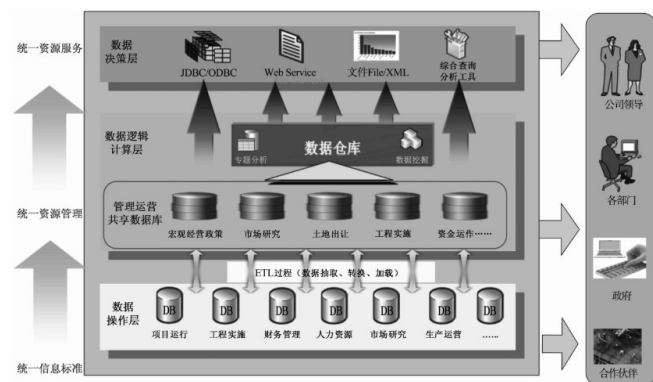 统一资源服务
数据
决策层
JDBC/ODBC
Web Service
文件File/XML
综合查询
分析工具
公司领导
数据逻辑
计算层
专题分析
数据仓库
数据挖掘
各部门
统一资源管理
管理运营
共享数据库
宏观经营政策
市场研究
土地出让
工程实施
资金运作……
ETL过程（数据抽取、转换、加载）
政府
数据
操作层
DB
DB
DB
DB
DB
DB
DB
项目运行
工程实施
财务管理
人力资源
市场研究
生产运营
……
统一信息标准
合作伙伴